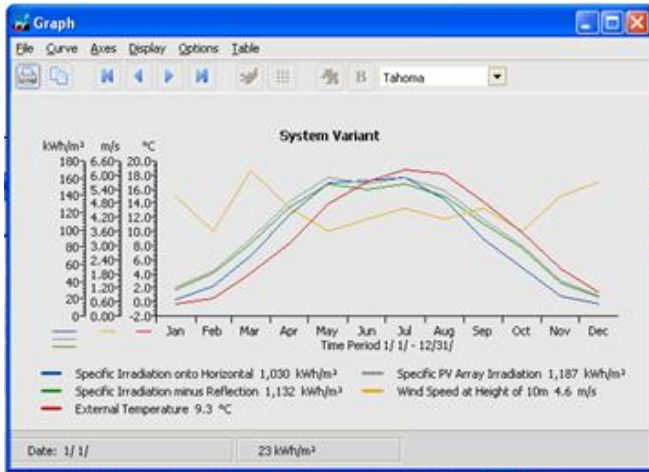 Graph
File Curve Axes Display Options Table
B Tahoma
System Variant
kWh/m² m/s °C
180 6.60 20.0
160 6.00 18.0
16.0
140 5.40 14.0
120 4.80 12.0
4.20 10.0
100 3.60 8.0
80 3.00 6.0
60 2.40 4.0
40 1.80 2.0
20 1.20 0.0
0.60
0 0.00 -2.0
Jan Feb Mar Apr May Jun Jul Aug Sep Oct Nov Dec
Time Period 1/ 1/ - 12/31/
Specific Irradiation onto Horizontal 1,030 kWh/m² Specific PV Array Irradiation 1,187 kWh/m²
Specific Irradiation minus Reflection 1,132 kWh/m² Wind Speed at Height of 10m 4.6 m/s
External Temperature 9.3 °C
Date: 1/ 1/ 23 kWh/m²